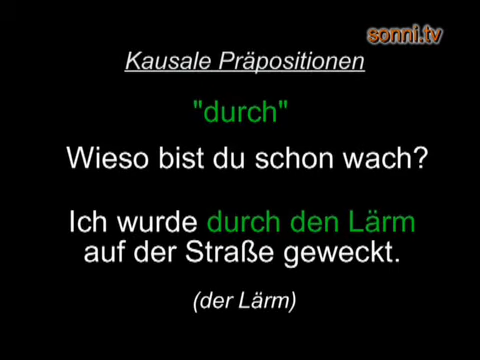 sonni.tv
Kausale Präpositionen
"durch"
Wieso bist du schon wach?
Ich wurde durch den Lärm
auf der Straße geweckt.
(der Lärm)